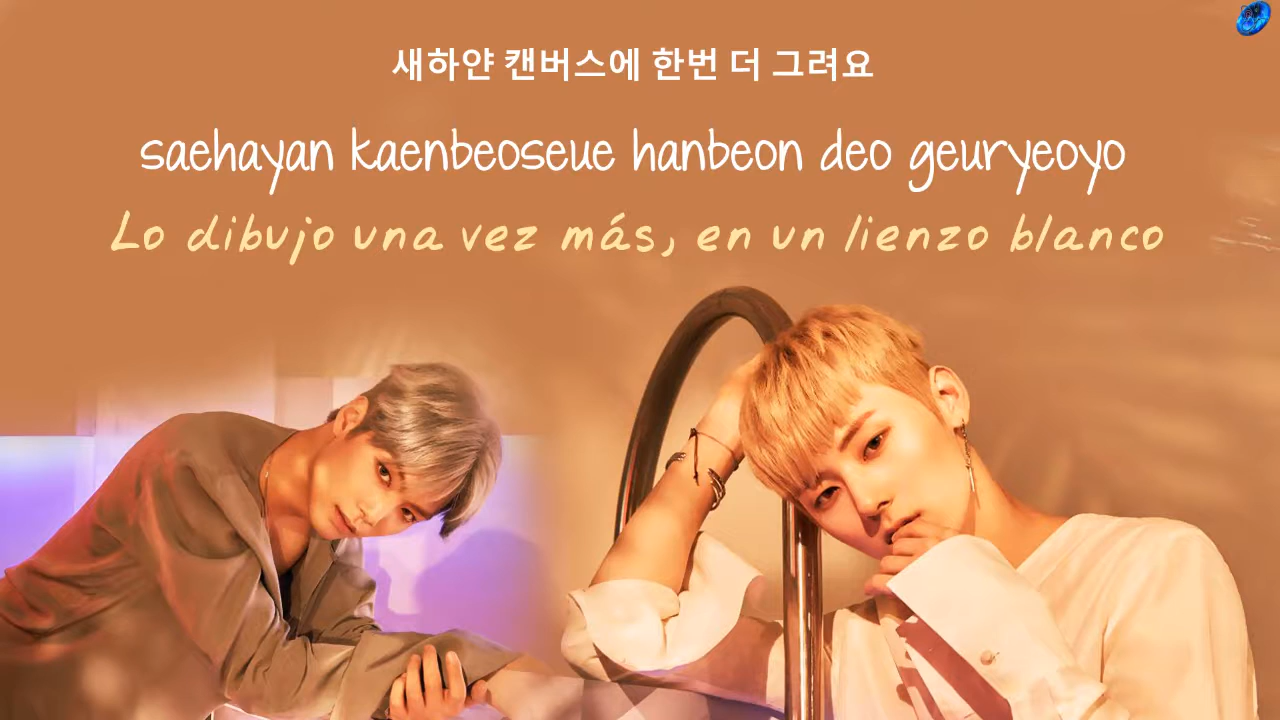 새하얀 캔버스에 한번 더 그려요
saehayan kaenbeoseue hanbeon deo geuryeoyo
Lo dibujo una vez más, en un lienzo blanco